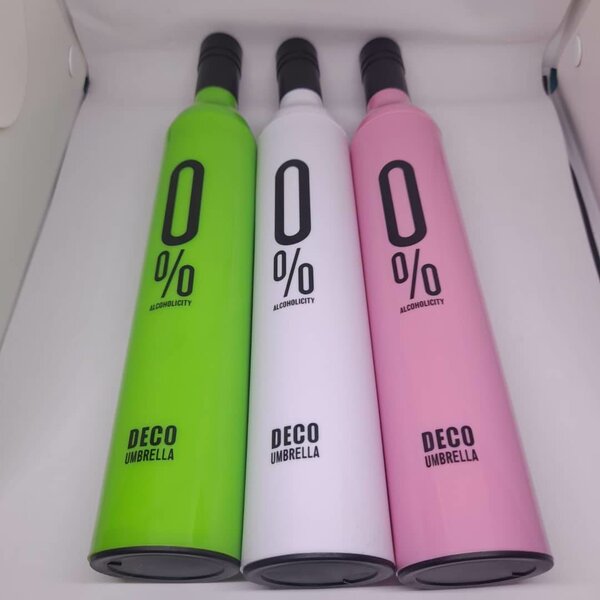 0
%
ALCOHOLICITY
DECO
UMBRELLA
0
%
ALCOHOLICITY
DECO
UMBRELLA
0
%
ALCOHOLICITY
DECO
UMBRELLA